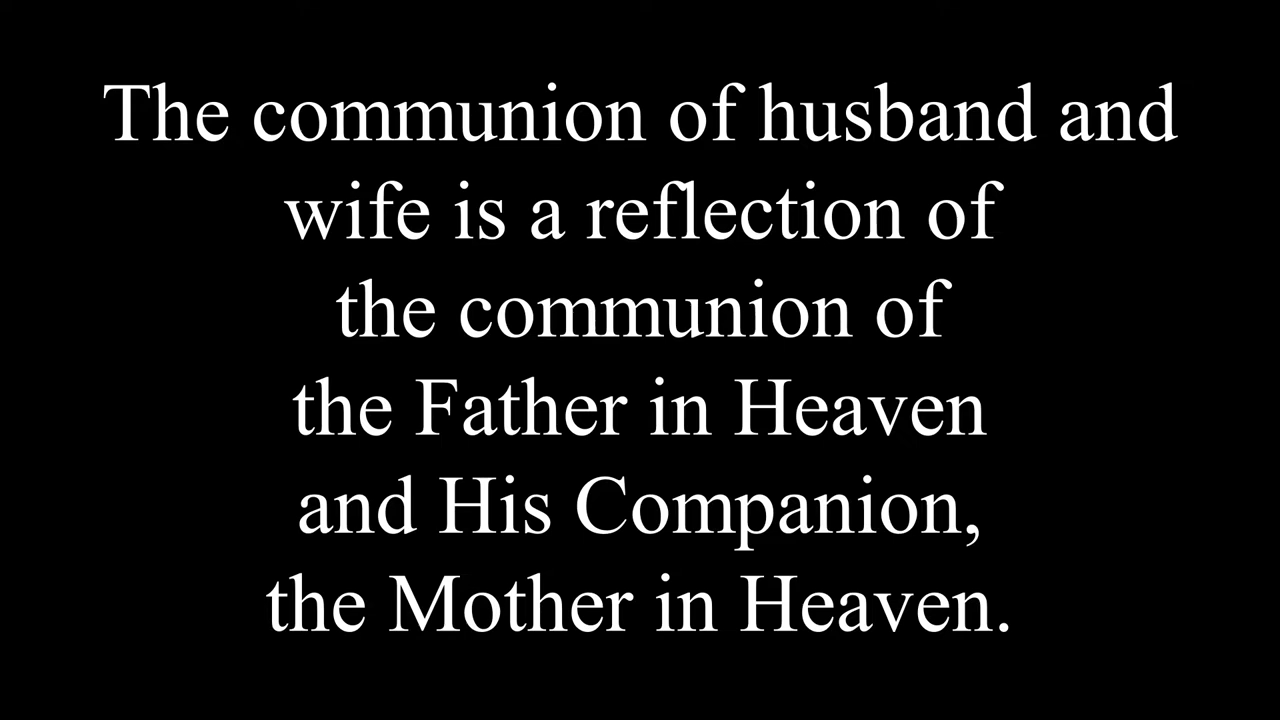 The communion of husband and
wife is a reflection of
the communion of
the Father in Heaven
and His Companion,
the Mother in Heaven.